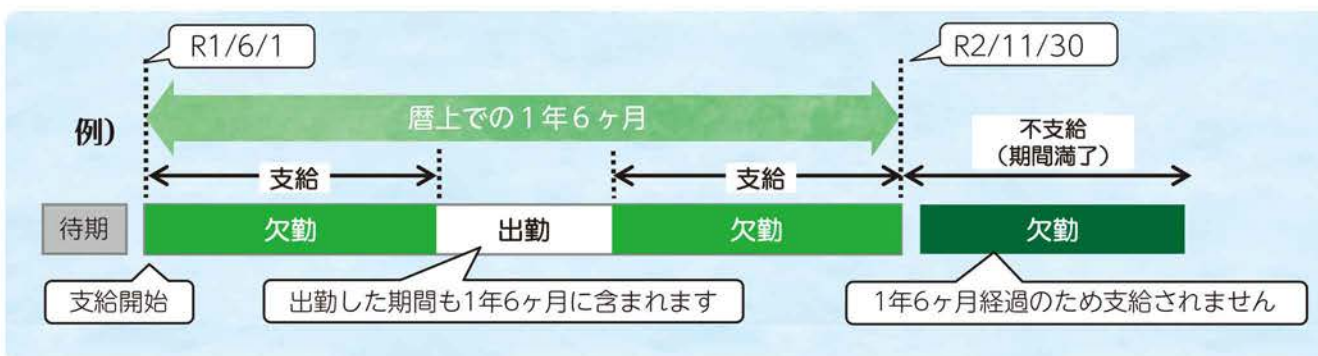 R1/6/1
R2/11/30
例)
暦上での1年6ヶ月
不支給
(期間満了)
支給
支給
待期
欠勤
出勤
欠勤
欠勤
支給開始
出勤した期間も1年6ヶ月に含まれます
1年6ヶ月経過のため支給されません